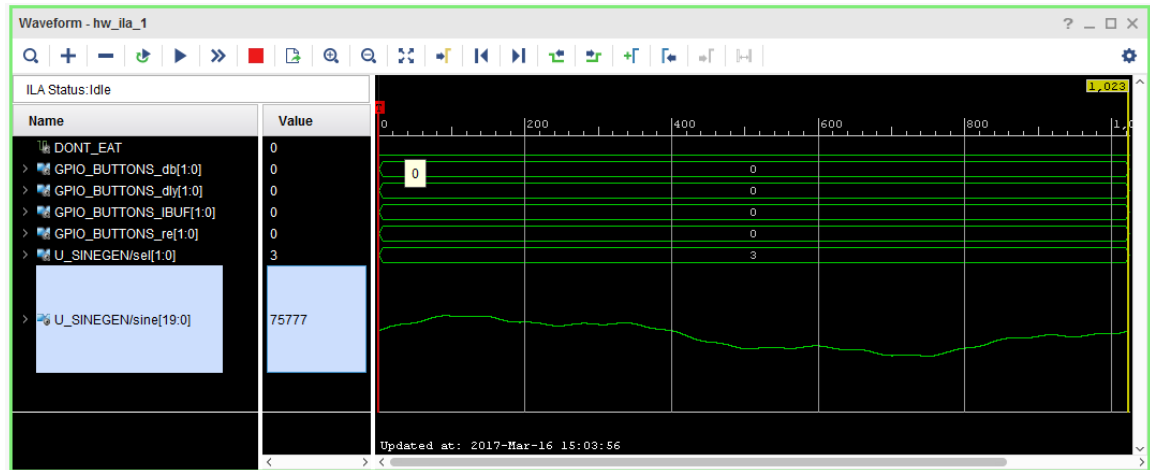 Waveform - hw_ila_1
ILA Status:Idle
1,023
Name Value
T
0 200 400 600 800 1,0
DONT_EAT 0
GPIO_BUTTONS_db[1:0] 0 0 0
GPIO_BUTTONS_dly[1:0] 0 0
GPIO_BUTTONS_IBUF[1:0] 0 0
GPIO_BUTTONS_re[1:0] 0 0
U_SINEGEN/sel[1:0] 3 3
U_SINEGEN/sine[19:0] 75777
Updated at: 2017-Mar-16 15:03:56